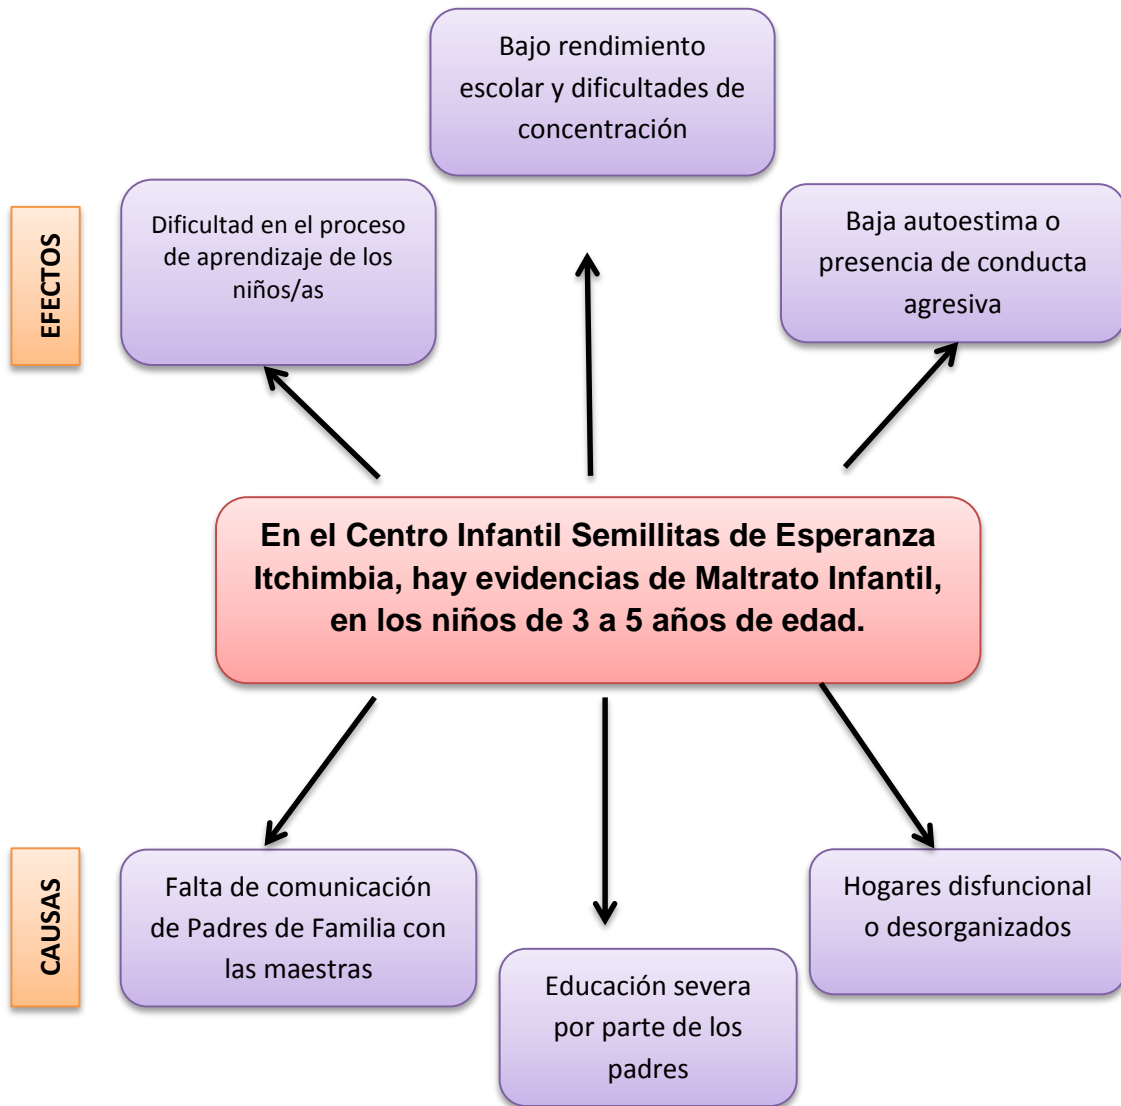 Bajo rendimiento
escolar y dificultades de
concentración
EFECTOS
Dificultad en el proceso
de aprendizaje de los
niños/as
Baja autoestima o
presencia de conducta
agresiva
En el Centro Infantil Semillitas de Esperanza
Itchimbia, hay evidencias de Maltrato Infantil,
en los niños de 3 a 5 años de edad.
CAUSAS
Falta de comunicación
de Padres de Familia con
las maestras
Educación severa
por parte de los
padres
Hogares disfuncional
o desorganizados